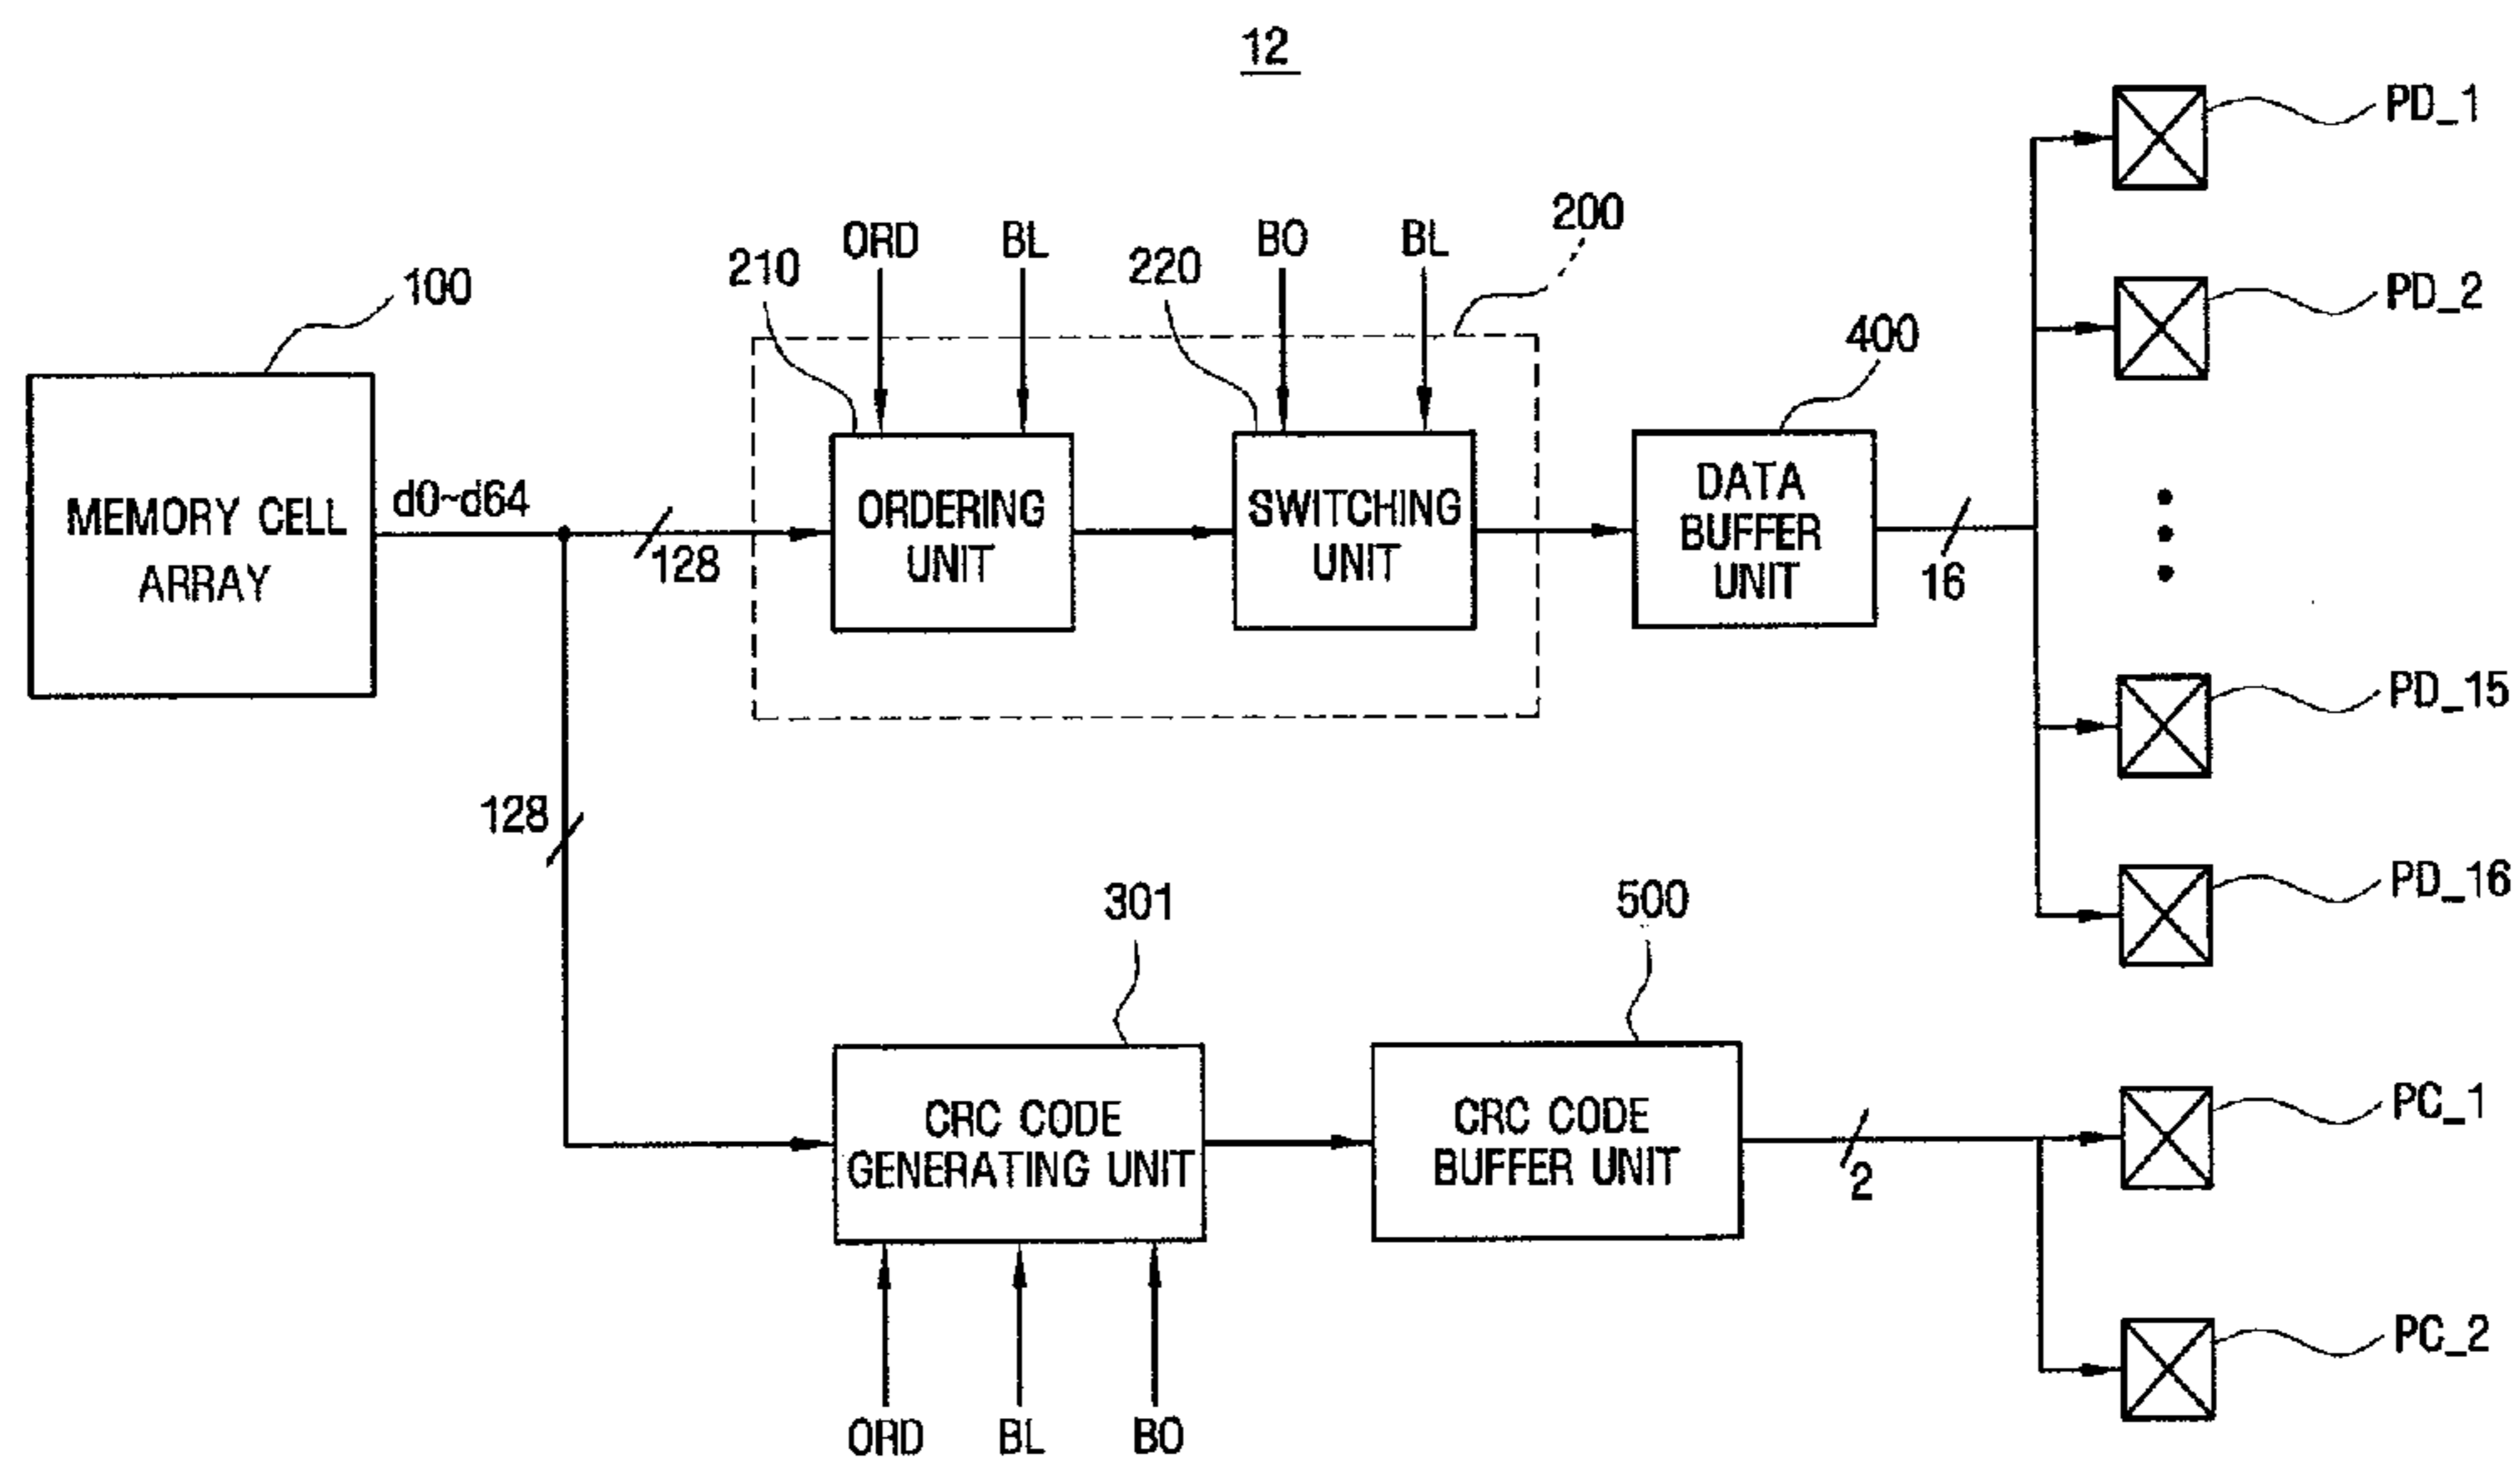 12
PD_1
PD_2
ORD
BL
BO
BL
200
210
220
100
400
MEMORY CELL
ARRAY
d0~d64
128
ORDERING
UNIT
SWITCHING
UNIT
DATA
BUFFER
UNIT
16
PD_15
PD_16
128
301
500
CRC CODE
GENERATING UNIT
CRC CODE
BUFFER UNIT
2
PC_1
PC_2
ORD
BL
BO